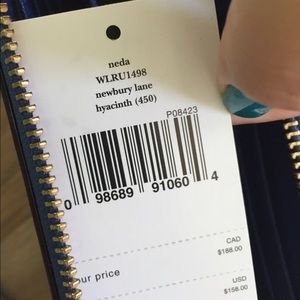 neda
WLRU1498
newbury lane
hyacinth (450)
P08423
0 98689 91060 4
CAD
our price $188.00
USD
$158.00